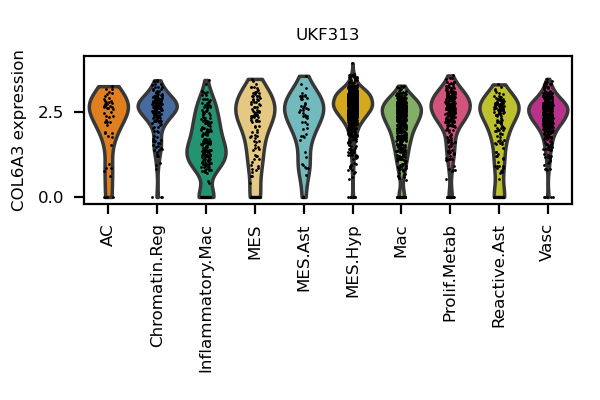 UKF313
COL6A3 expression
2.5
0.0
AC
Chromatin.Reg
Inflammatory.Mac
MES
MES.Ast
MES.Hyp
Mac
Prolif.Metab
Reactive.Ast
Vasc